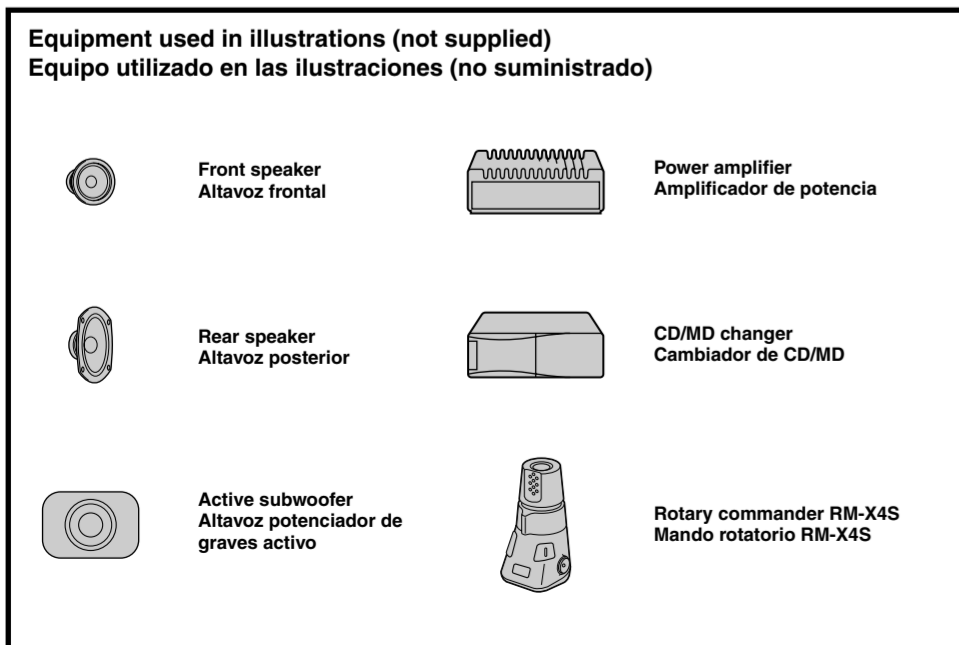 Equipment used in illustrations (not supplied)
Equipo utilizado en las ilustraciones (no suministrado)
Front speaker
Altavoz frontal
Power amplifier
Amplificador de potencia
Rear speaker
Altavoz posterior
CD/MD changer
Cambiador de CD/MD
Active subwoofer
Altavoz potenciador de
graves activo
Rotary commander RM-X4S
Mando rotatorio RM-X4S